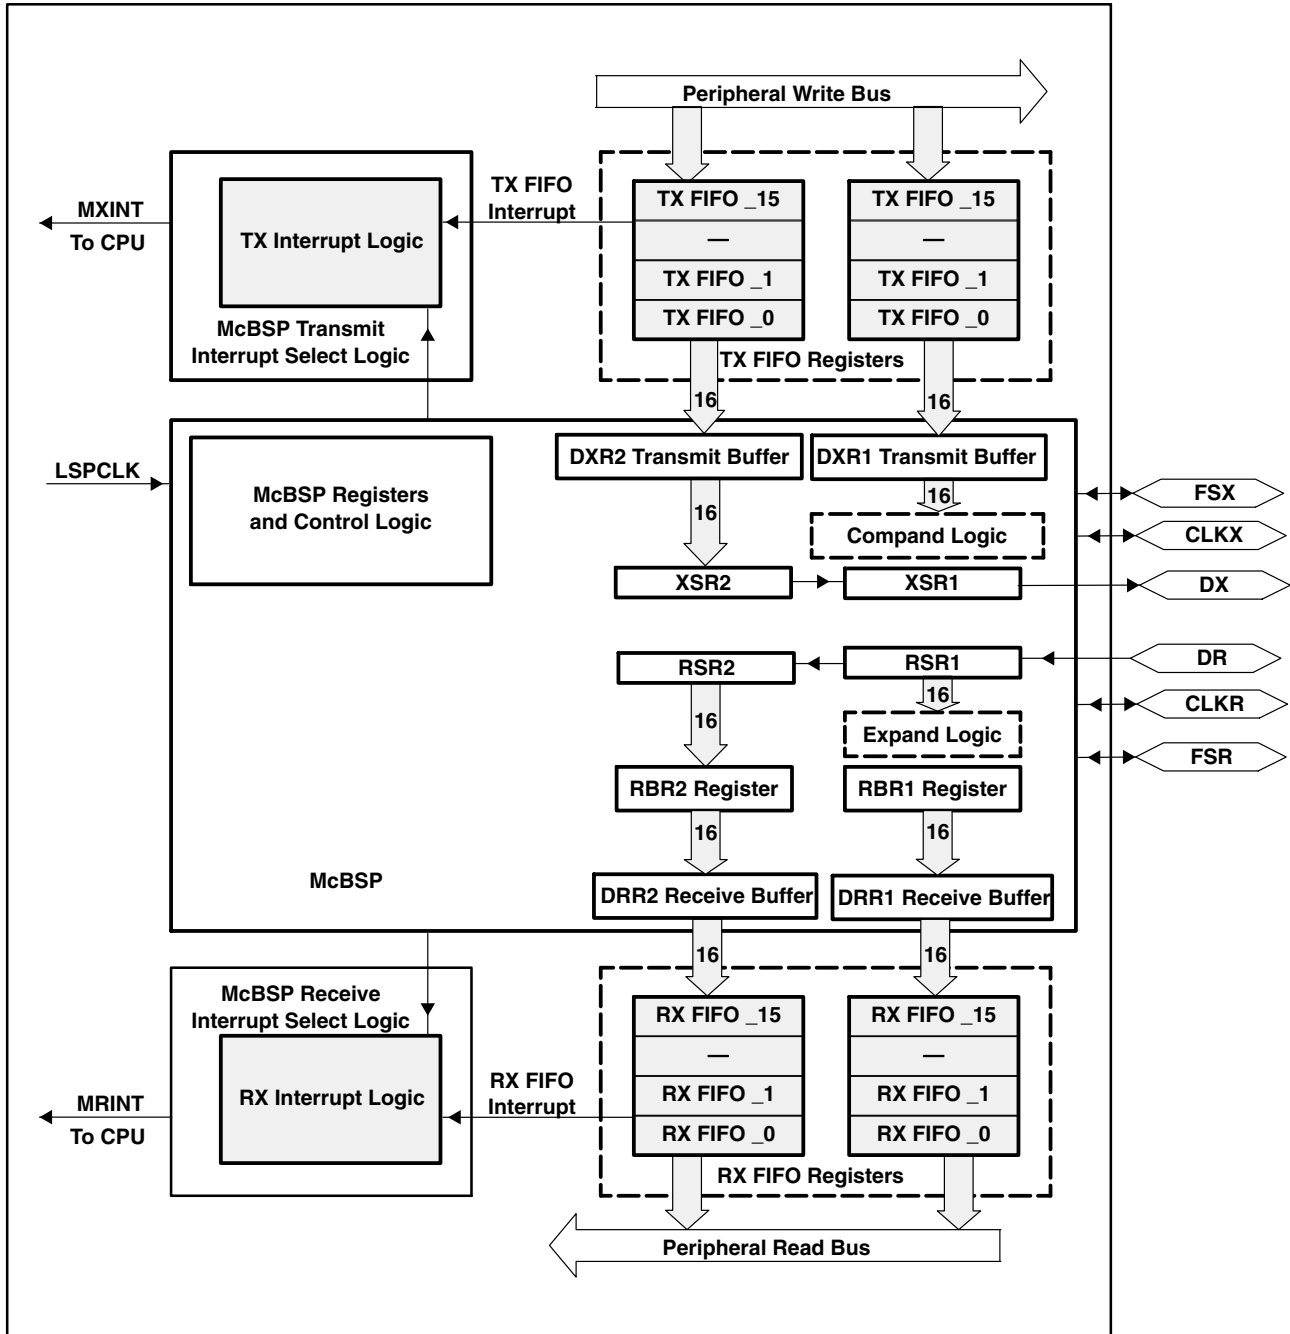 Peripheral Write Bus
TX FIFO
Interrupt
MXINT
To CPU
TX Interrupt Logic
McBSP Transmit
Interrupt Select Logic
TX FIFO _15
—
TX FIFO _1
TX FIFO _0
TX FIFO _15
—
TX FIFO _1
TX FIFO _0
TX FIFO Registers
16
16
LSPCLK
McBSP Registers
and Control Logic
DXR2 Transmit Buffer
DXR1 Transmit Buffer
16
16
Compand Logic
XSR2
XSR1
FSX
CLKX
DX
DR
CLKR
FSR
RSR2
RSR1
16
16
Expand Logic
RBR2 Register
RBR1 Register
16
16
McBSP
DRR2 Receive Buffer
DRR1 Receive Buffer
16
16
McBSP Receive
Interrupt Select Logic
RX Interrupt Logic
MRINT
To CPU
RX FIFO
Interrupt
RX FIFO _15
—
RX FIFO _1
RX FIFO _0
RX FIFO _15
—
RX FIFO _1
RX FIFO _0
RX FIFO Registers
Peripheral Read Bus